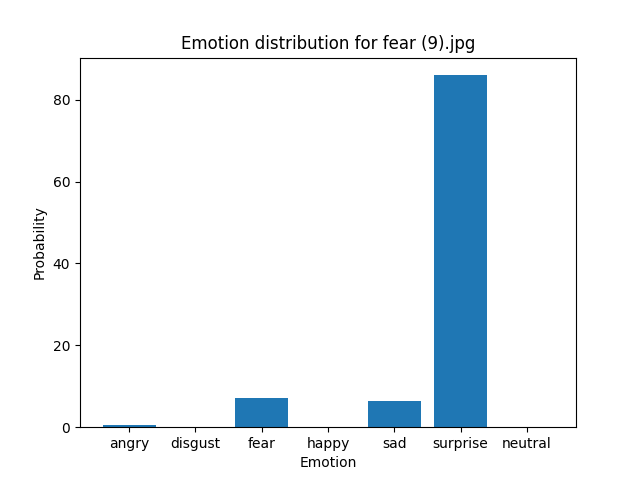 Emotion distribution for fear (9).jpg
80
60
40
20
0
Probability
angry disgust fear happy sad surprise neutral
Emotion